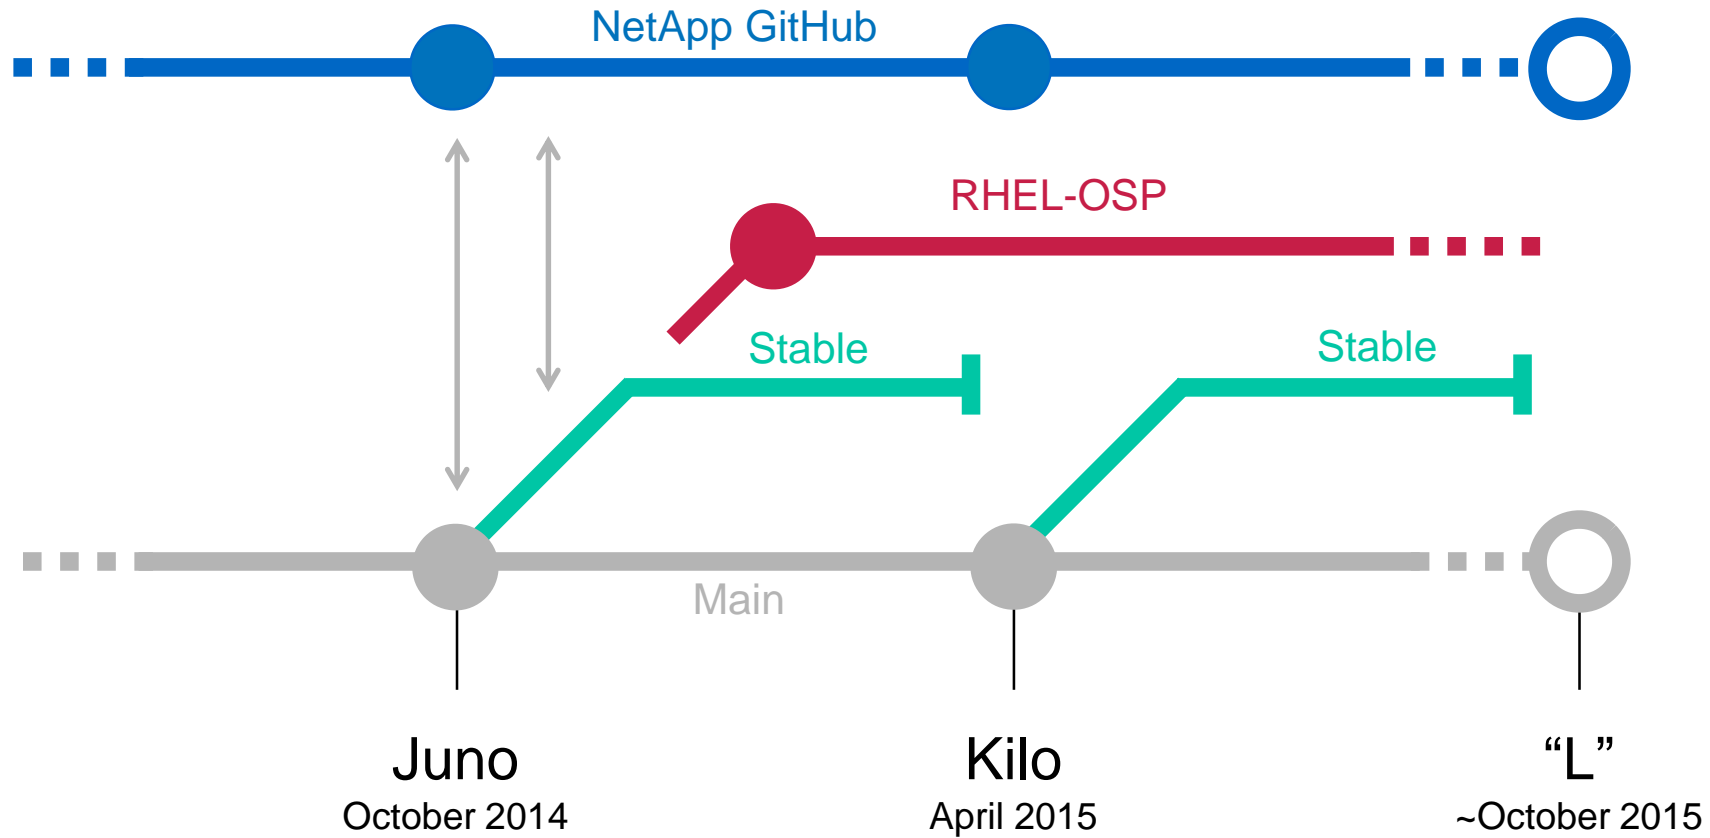 NetApp GitHub
RHEL-OSP
Stable
Stable
Main
Juno
October 2014
Kilo
April 2015
“L”
~October 2015